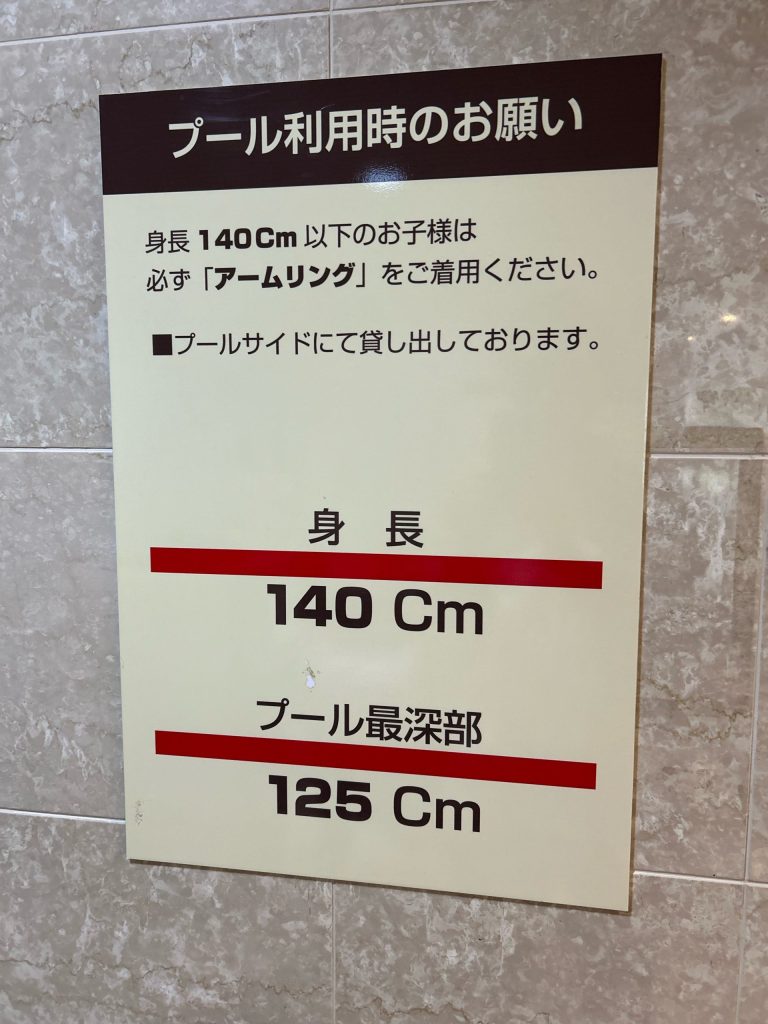 プール利用時のお願い
身長 140Cm 以下のお子様は
必ず「アームリング」をご着用ください。
■プールサイドにて貸し出しております。
身 長
140 Cm
プール最深部
125 Cm